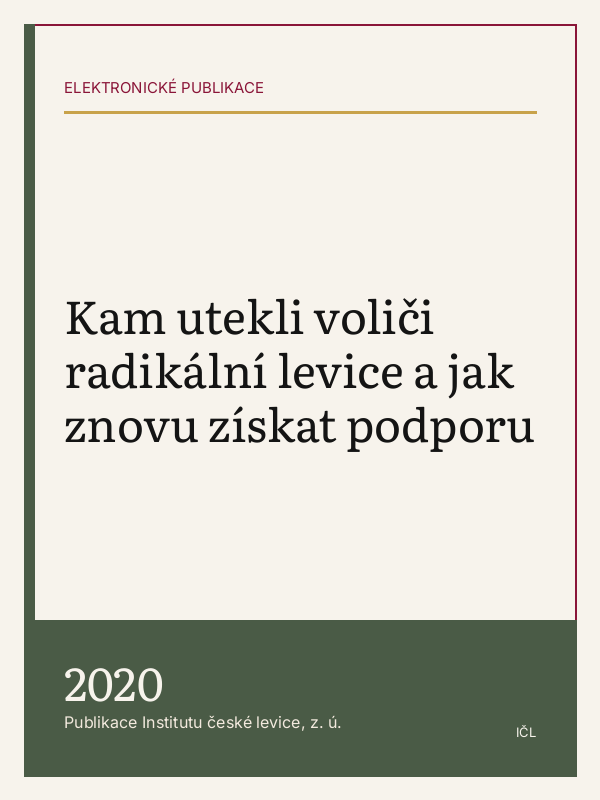 ELEKTRONICKÉ PUBLIKACE
Kam utekli voliči
radikální levice a jak
znovu získat podporu
2020
Publikace Institutu české levice, z. ú.
IČL